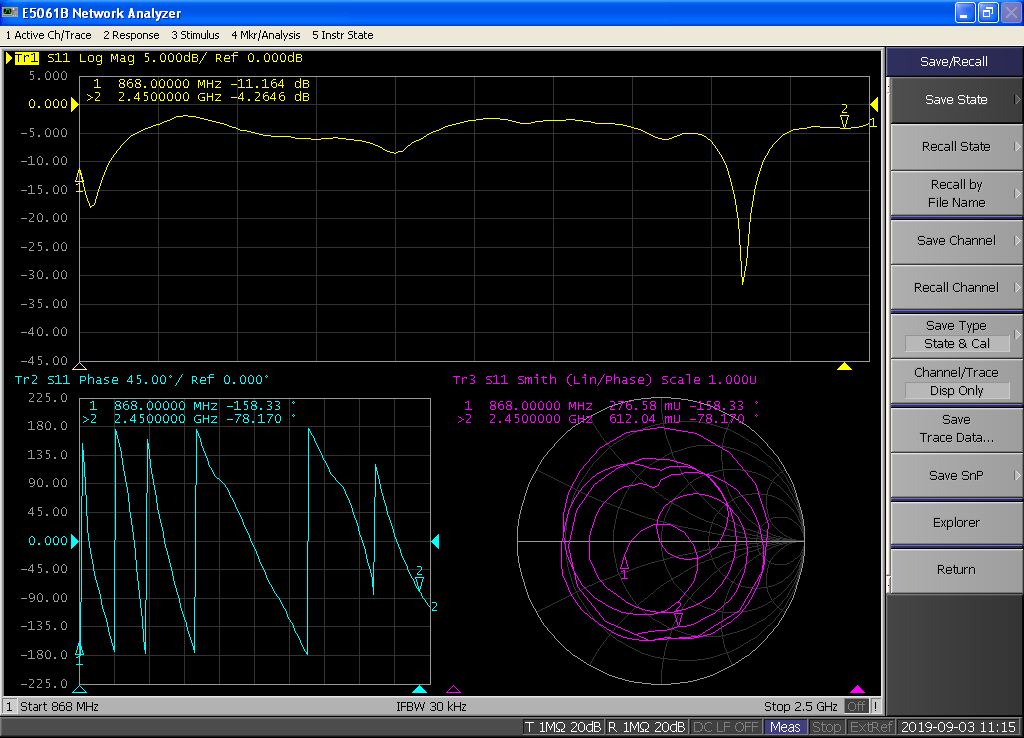 E5061B Network Analyzer
1 Active Ch/Trace 2 Response 3 Stimulus 4 Mkr/Analysis 5 Instr State
Tr1 S11 Log Mag 5.000dB/ Ref 0.000dB
5.000
1 868.00000 MHz -11.164 dB
>2 2.4500000 GHz -4.2646 dB
0.000
-5.000
-10.00
-15.00
-20.00
-25.00
-30.00
-35.00
-40.00
-45.00
1
2
1
Tr2 S11 Phase 45.00°/ Ref 0.000°
225.0
1 868.00000 MHz -158.33 °
>2 2.4500000 GHz -78.170 °
180.0
135.0
90.00
45.00
0.000
-45.00
-90.00
-135.0
-180.0
-225.0
1
2
2
Tr3 S11 Smith (Lin/Phase) Scale 1.000U
1 868.00000 MHz 276.58 mU -158.33 °
>2 2.4500000 GHz 612.04 mU -78.170 °
1
Save/Recall
Save State
Recall State
Recall by
File Name
Save Channel
Recall Channel
Save Type
State & Cal
Channel/Trace
Disp Only
Save
Trace Data...
Save SnP
Explorer
Return
1 Start 868 MHz IFBW 30 kHz Stop 2.5 GHz Off !
T 1MΩ 20dB R 1MΩ 20dB DC LF OFF Meas Stop ExtRef 2019-09-03 11:15